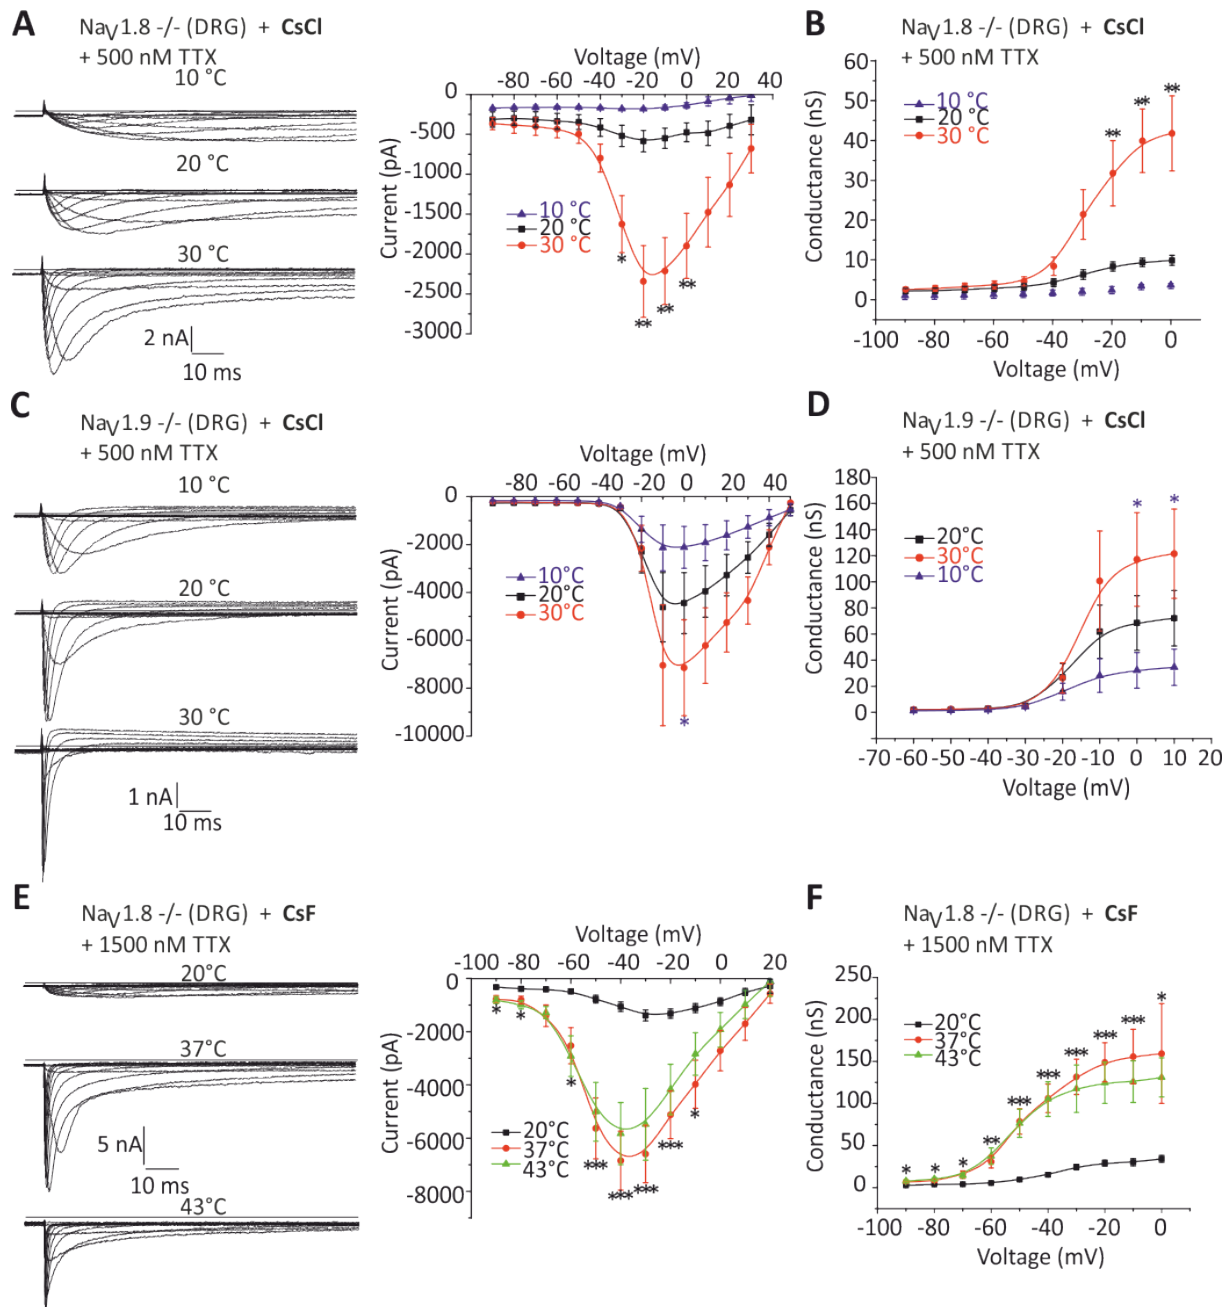 A
NaV1.8 -/- (DRG) + CsCl
+ 500 nM TTX
10 °C
20 °C
30 °C
2 nA
10 ms
Voltage (mV)
-80 -60 -40 -20 0 20 40
0
-500
-1000
-1500
-2000
-2500
-3000
Current (pA)
10 °C
20 °C
30 °C
*
**
**
**
B
NaV1.8 -/- (DRG) + CsCl
+ 500 nM TTX
60
50
40
30
20
10
0
Conductance (nS)
10 °C
20 °C
30 °C
**
**
**
-100 -80 -60 -40 -20 0
Voltage (mV)
C
NaV1.9 -/- (DRG) + CsCl
+ 500 nM TTX
10 °C
20 °C
30 °C
1 nA
10 ms
Voltage (mV)
-80 -60 -40 -20 0 20 40
0
-2000
-4000
-6000
-8000
-10000
Current (pA)
10°C
20°C
30°C
*
D
NaV1.9 -/- (DRG) + CsCl
+ 500 nM TTX
180
160
140
120
100
80
60
40
20
0
Conductance (nS)
20°C
30°C
10°C
*
*
-70 -60 -50 -40 -30 -20 -10 0 10 20
Voltage (mV)
E
NaV1.8 -/- (DRG) + CsF
+ 1500 nM TTX
20°C
37°C
5 nA
10 ms
43°C
Voltage (mV)
-100 -80 -60 -40 -20 0 20
0
-2000
-4000
-6000
-8000
Current (pA)
20°C
37°C
43°C
*
*
*
***
***
***
***
*
F
NaV1.8 -/- (DRG) + CsF
+ 1500 nM TTX
250
200
150
100
50
0
Conductance (nS)
20°C
37°C
43°C
*
*
*
**
***
***
***
***
***
*
-100 -80 -60 -40 -20 0
Voltage (mV)